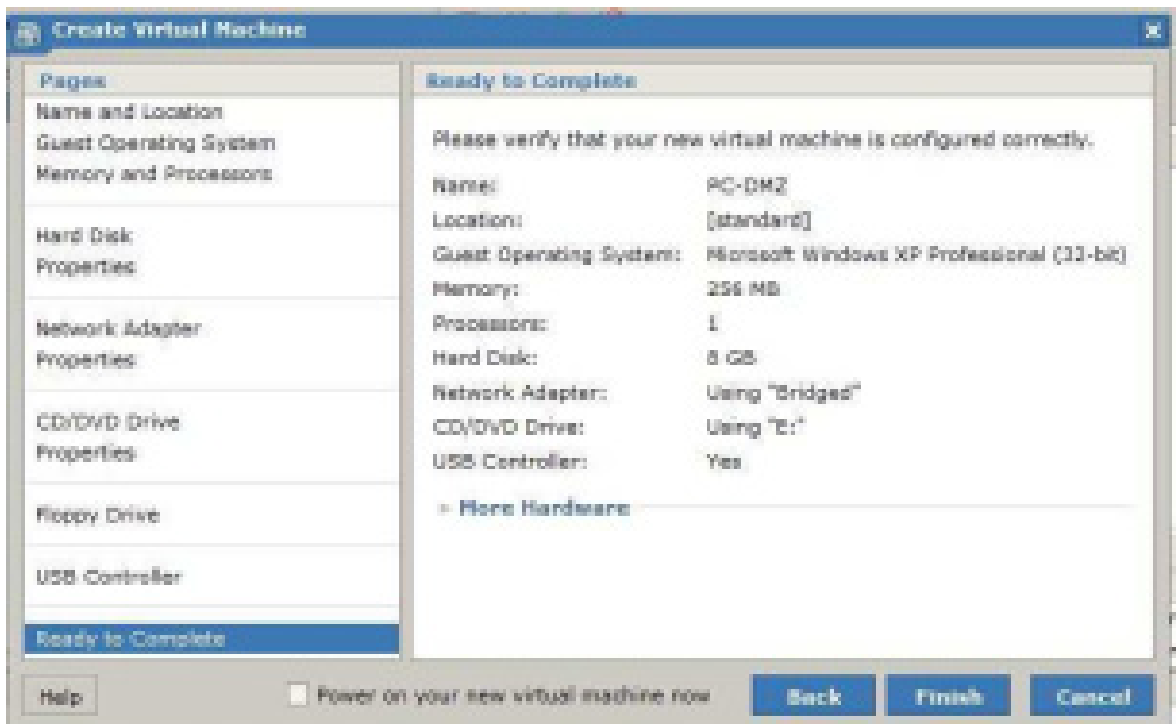 Create Virtual Machine
Pages
Name and Location
Guest Operating System
Memory and Processors
Hard Disk
Properties
Network Adapter
Properties
CD/DVD Drive
Properties
Floppy Drive
USB Controller
Ready to Complete
Ready to Complete
Please verify that your new virtual machine is configured correctly.
Name: PC-DMZ
Location: [standard]
Guest Operating System: Microsoft Windows XP Professional (32-bit)
Memory: 256 MB
Processors: 1
Hard Disk: 8 GB
Network Adapter: Using "Bridged"
CD/DVD Drive: Using "E:"
USB Controller: Yes
More Hardware
Help
Power on your new virtual machine now
Back
Finish
Cancel